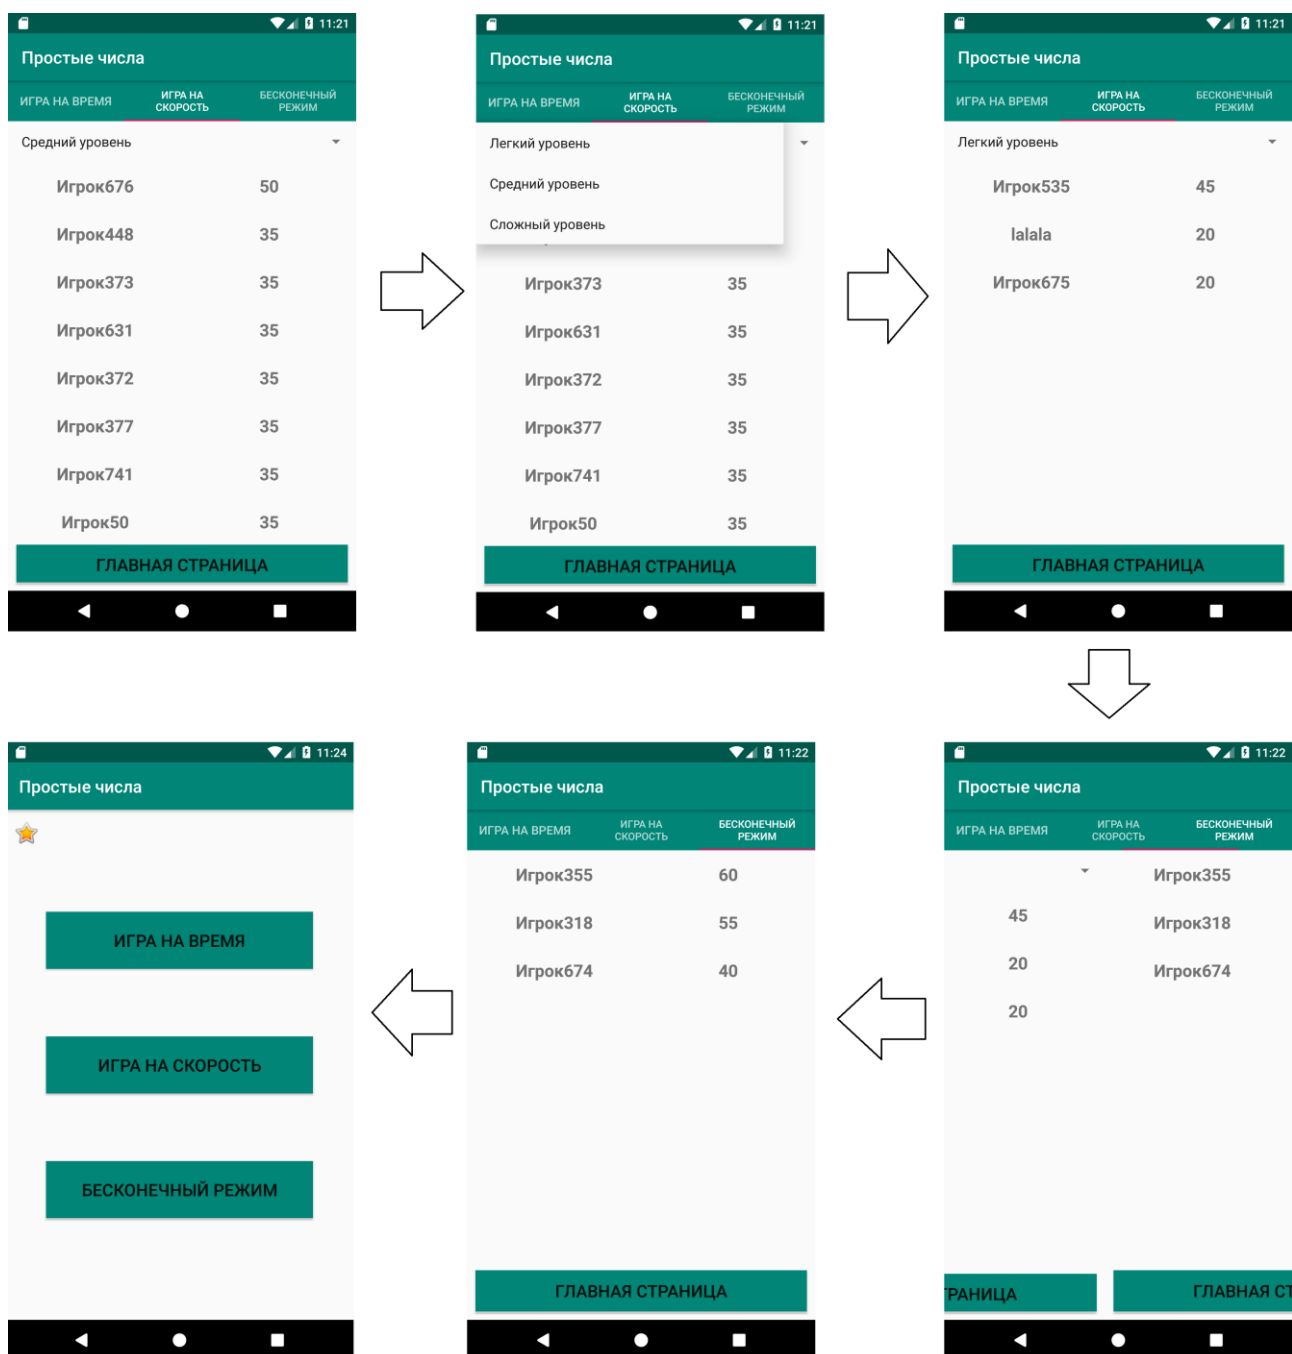 11:21
Простые числа
ИГРА НА ВРЕМЯ
ИГРА НА
СКОРОСТЬ
БЕСКОНЕЧНЫЙ
РЕЖИМ
Средний уровень
Игрок676 50
Игрок448 35
Игрок373 35
Игрок631 35
Игрок372 35
Игрок377 35
Игрок741 35
Игрок50 35
ГЛАВНАЯ СТРАНИЦА
11:21
Простые числа
ИГРА НА ВРЕМЯ
ИГРА НА
СКОРОСТЬ
БЕСКОНЕЧНЫЙ
РЕЖИМ
Легкий уровень
Средний уровень
Сложный уровень
Игрок373 35
Игрок631 35
Игрок372 35
Игрок377 35
Игрок741 35
Игрок50 35
ГЛАВНАЯ СТРАНИЦА
11:21
Простые числа
ИГРА НА ВРЕМЯ
ИГРА НА
СКОРОСТЬ
БЕСКОНЕЧНЫЙ
РЕЖИМ
Легкий уровень
Игрок535 45
lalala 20
Игрок675 20
ГЛАВНАЯ СТРАНИЦА
11:22
Простые числа
ИГРА НА ВРЕМЯ
ИГРА НА
СКОРОСТЬ
БЕСКОНЕЧНЫЙ
РЕЖИМ
Игрок355
45
Игрок318
20
Игрок674
20
ТРАНИЦА
ГЛАВНАЯ СТ
11:22
Простые числа
ИГРА НА ВРЕМЯ
ИГРА НА
СКОРОСТЬ
БЕСКОНЕЧНЫЙ
РЕЖИМ
Игрок355 60
Игрок318 55
Игрок674 40
ГЛАВНАЯ СТРАНИЦА
11:24
Простые числа
ИГРА НА ВРЕМЯ
ИГРА НА СКОРОСТЬ
БЕСКОНЕЧНЫЙ РЕЖИМ